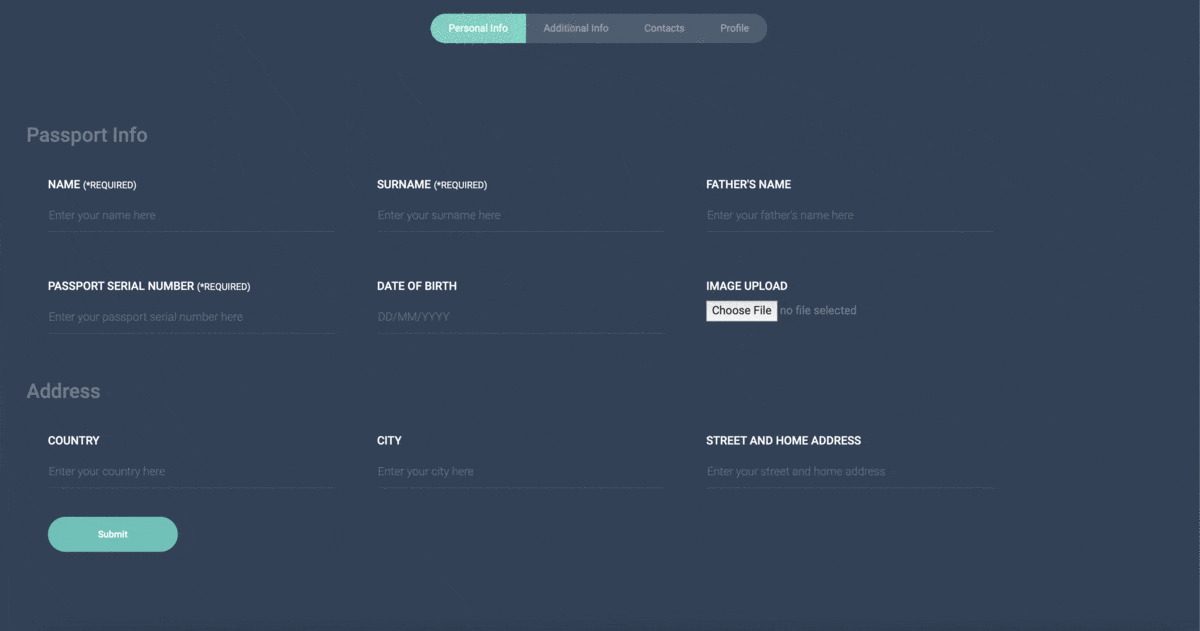 Personal Info Additional Info Contacts Profile
Passport Info
NAME (*REQUIRED) SURNAME (*REQUIRED) FATHER'S NAME
Enter your name here Enter your surname here Enter your father's name here
PASSPORT SERIAL NUMBER (*REQUIRED) DATE OF BIRTH IMAGE UPLOAD
Enter your passport serial number here DD/MM/YYYY Choose File no file selected
Address
COUNTRY CITY STREET AND HOME ADDRESS
Enter your country here Enter your city here Enter your street and home address
Submit